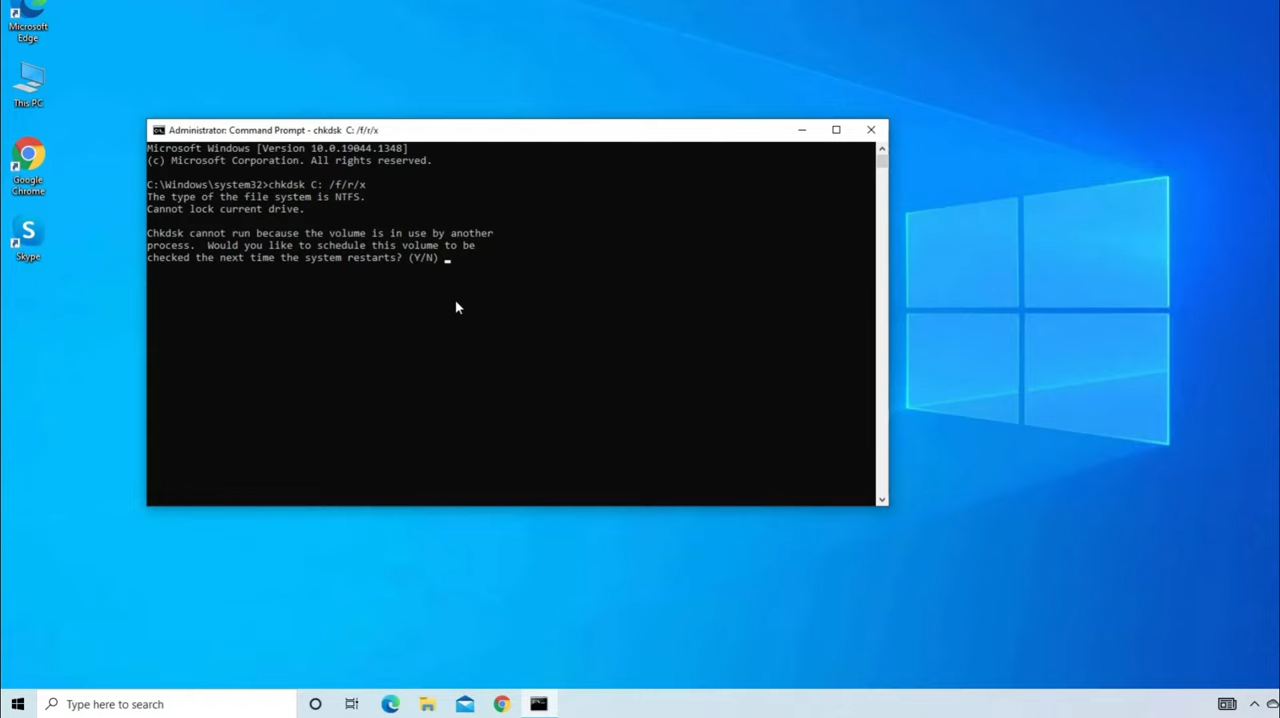 Microsoft
Edge
This PC
Google
Chrome
S
Skype
Administrator: Command Prompt - chkdsk  C: /f/r/x
Microsoft Windows [Version 10.0.19044.1348]
(c) Microsoft Corporation. All rights reserved.
C:\Windows\system32>chkdsk C: /f/r/x
The type of the file system is NTFS.
Cannot lock current drive.
Chkdsk cannot run because the volume is in use by another
process.  Would you like to schedule this volume to be
checked the next time the system restarts? (Y/N)
Type here to search